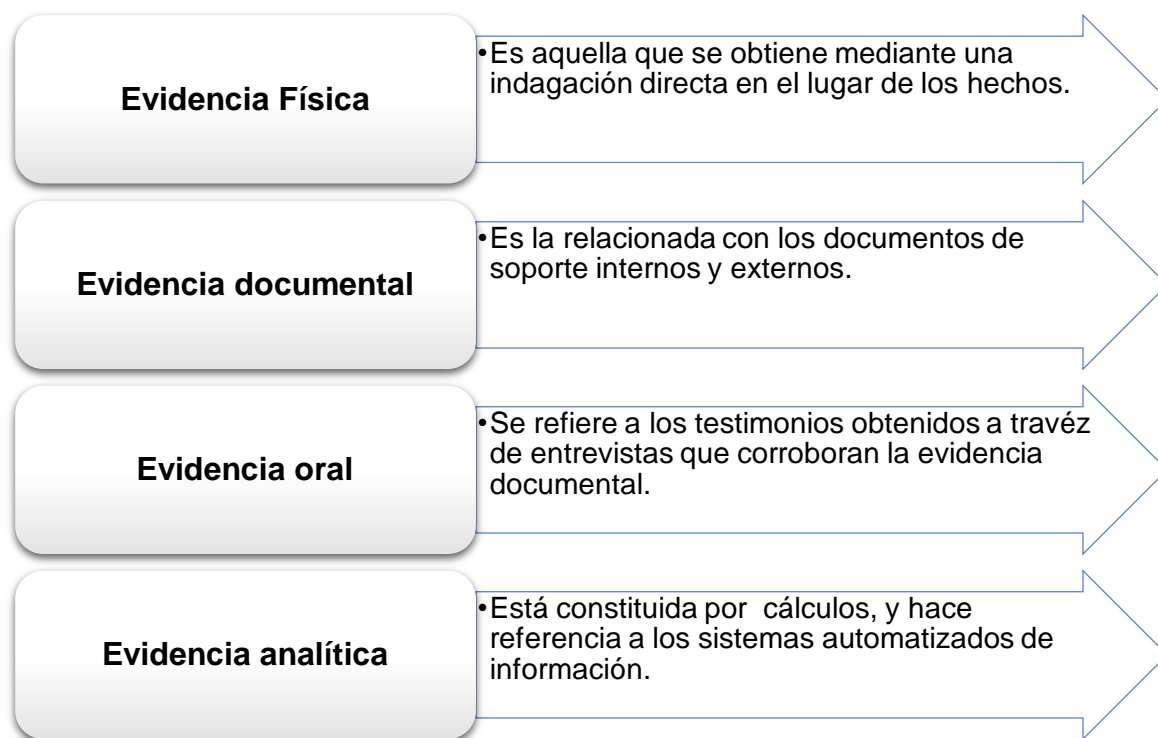 Evidencia Física
•Es aquella que se obtiene mediante una
indagación directa en el lugar de los hechos.
Evidencia documental
•Es la relacionada con los documentos de
soporte internos y externos.
Evidencia oral
•Se refiere a los testimonios obtenidos a travéz
de entrevistas que corroboran la evidencia
documental.
Evidencia analítica
•Está constituida por  cálculos, y hace
referencia a los sistemas automatizados de
información.